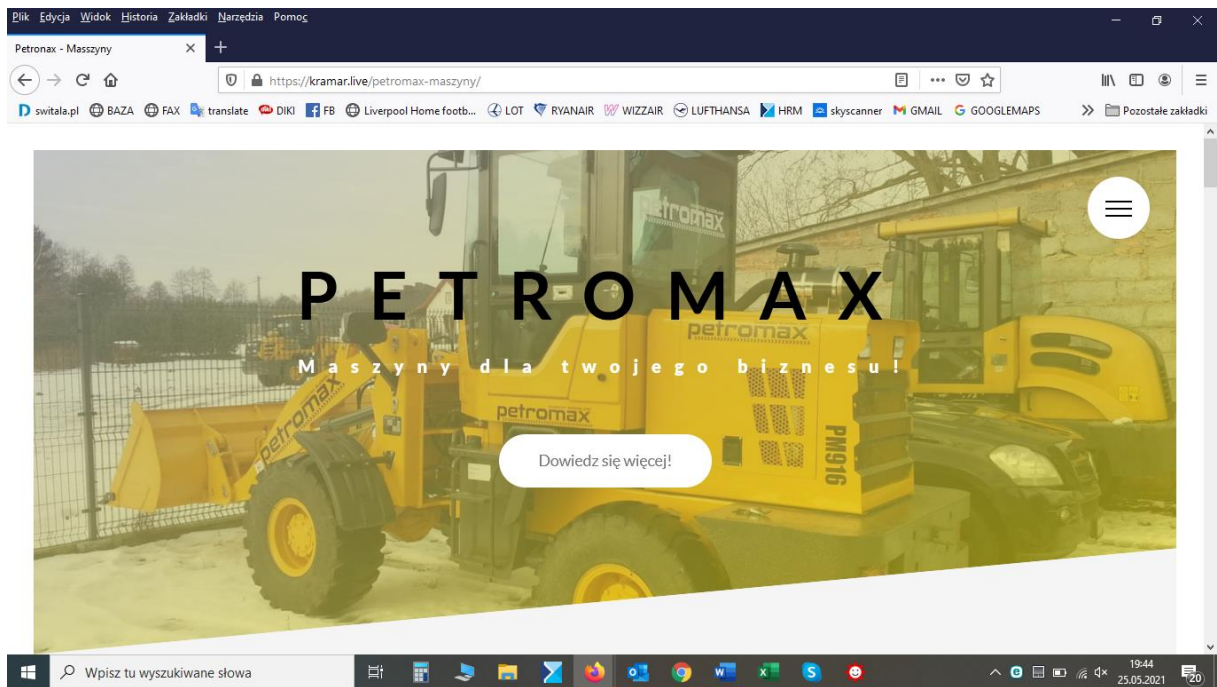 Plik Edycja Widok Historia Zakładki Narzędzia Pomoc
Petronax - Masszyny
https://kramar.live/petromax-maszyny/
switala.pl BAZA FAX translate DIKI FB Liverpool Home footb... LOT RYANAIR WIZZAIR LUFTHANSA HRM skyscanner GMAIL GOOGLEMAPS Pozostałe zakładki
petromax
PETROMAX
petromax
Maszyny dla twojego biznesu!
petromax
petromax
PM916
Dowiedz się więcej!
Wpisz tu wyszukiwane słowa
19:44
25.05.2021
20